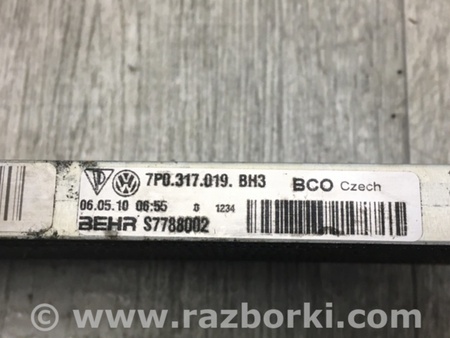 7P0.317.019. BH3 BCO Czech
06.05.10 06:55 1234
BEHR S7788002
www.razborki.com